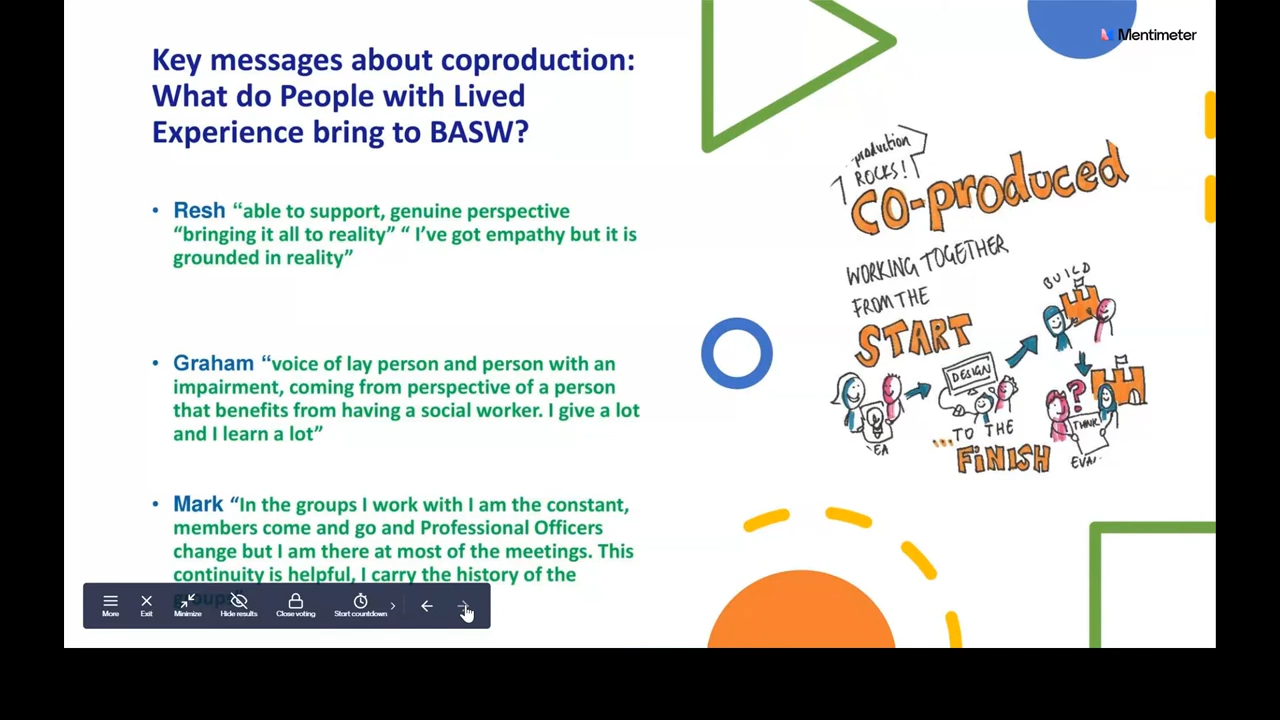 Key messages about coproduction:
What do People with Lived
Experience bring to BASW?
• Resh “able to support, genuine perspective
“bringing it all to reality” “ I’ve got empathy but it is
grounded in reality”
• Graham “voice of lay person and person with an
impairment, coming from perspective of a person
that benefits from having a social worker. I give a lot
and I learn a lot”
• Mark “In the groups I work with I am the constant,
members come and go and Professional Officers
change but I am there at most of the meetings. This
continuity is helpful, I carry the history of the
More
Exit
Minimize
Hide results
Close voting
Start countdown
Mentimeter
production
ROCKS!
CO-produced
WORKING TOGETHER
FROM THE
START
BUILD
DESIGN
THINK
...TO THE
FINISH